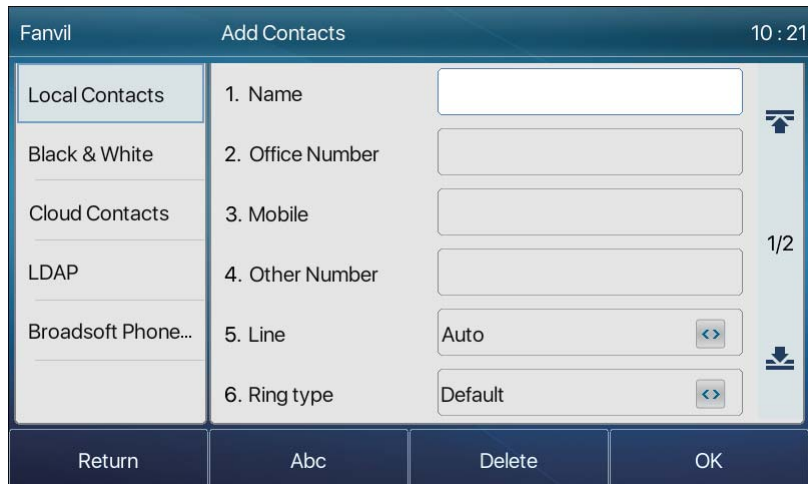 Fanvil Add Contacts 10 : 21
Local Contacts
Black & White
Cloud Contacts
LDAP
Broadsoft Phone...
1. Name
2. Office Number
3. Mobile
4. Other Number
5. Line Auto
6. Ring type Default
1/2
Return Abc Delete OK